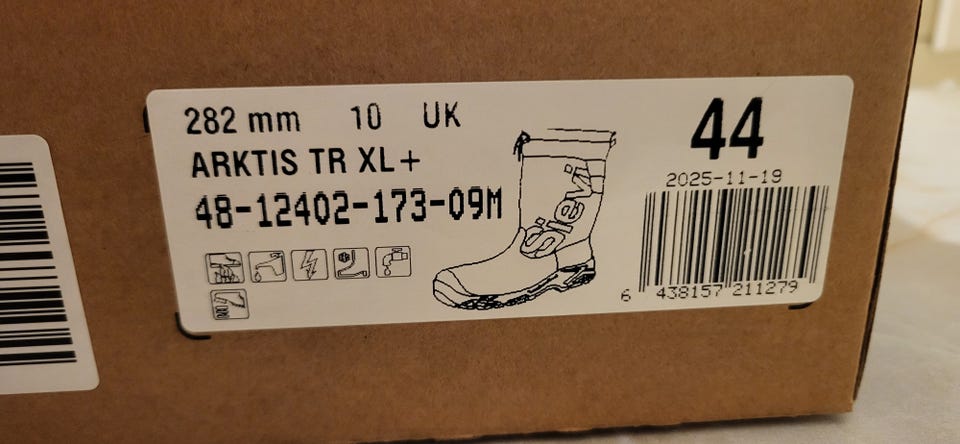 282 mm 10 UK
ARKTIS TR XL+
48-12402-173-09M
Sievi
44
2025-11-19
6 438157 211279